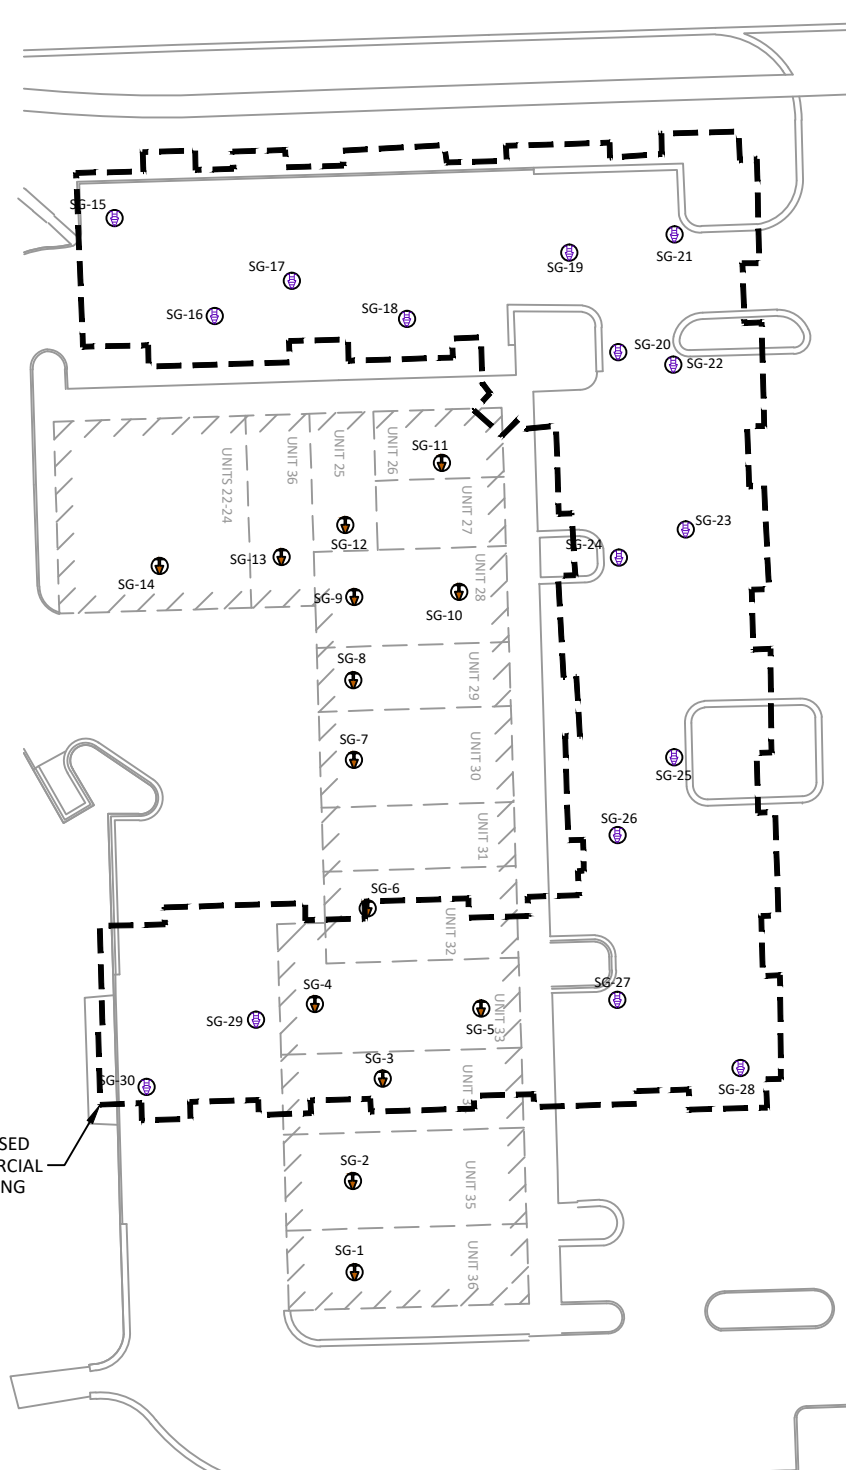 SG-15
SG-17
SG-19
SG-21
SG-16
SG-18
SG-20
SG-22
SG-11
UNITS 22-24
UNIT 36
UNIT 25
UNIT 26
UNIT 27
SG-23
SG-12
SG-13
SG-24
SG-14
UNIT 28
SG-9
SG-10
SG-8
UNIT 29
SG-7
UNIT 30
SG-25
SG-26
UNIT 31
SG-6
UNIT 32
SG-4
SG-27
SG-29
SG-5
UNIT 33
SG-3
SG-30
SG-28
UNIT 3
SED
RCIAL
NG
SG-2
UNIT 35
SG-1
UNIT 36